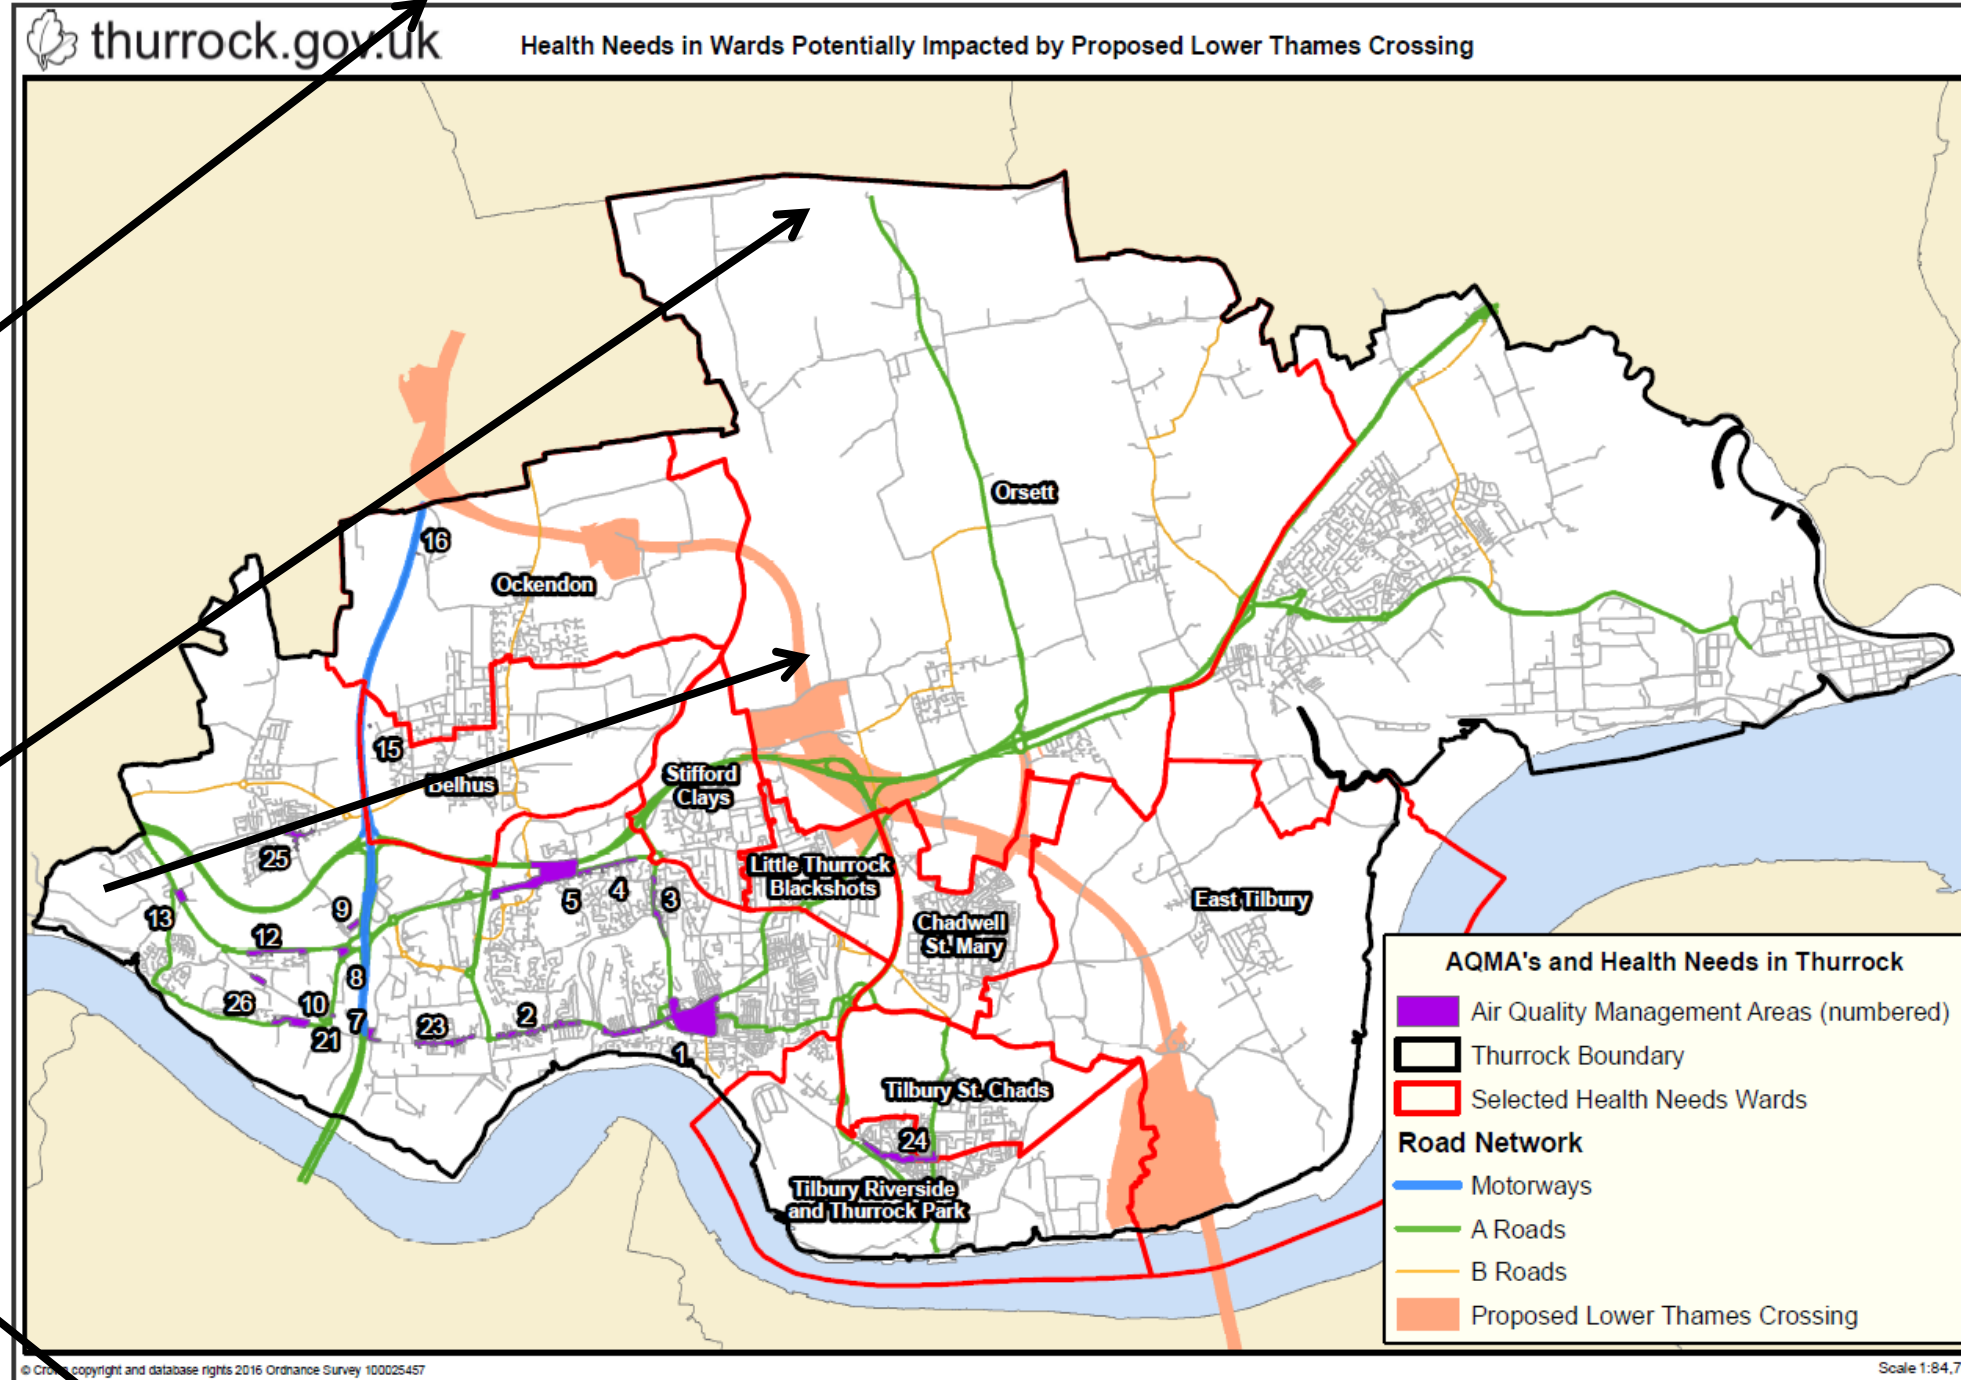 thurrock.gov.uk
Health Needs in Wards Potentially Impacted by Proposed Lower Thames Crossing
Orsett
16
Ockendon
15
Belhus
Stifford
Clays
25
Little Thurrock
Blackshots
5
4
3
East Tilbury
13
9
12
Chadwell
St. Mary
8
26
10
7
23
2
21
1
Tilbury St. Chads
24
Tilbury Riverside
and Thurrock Park
AQMA's and Health Needs in Thurrock
Air Quality Management Areas (numbered)
Thurrock Boundary
Selected Health Needs Wards
Road Network
Motorways
A Roads
B Roads
Proposed Lower Thames Crossing
© copyright and database rights 2016 Ordnance Survey 100025457
Scale 1:84,7